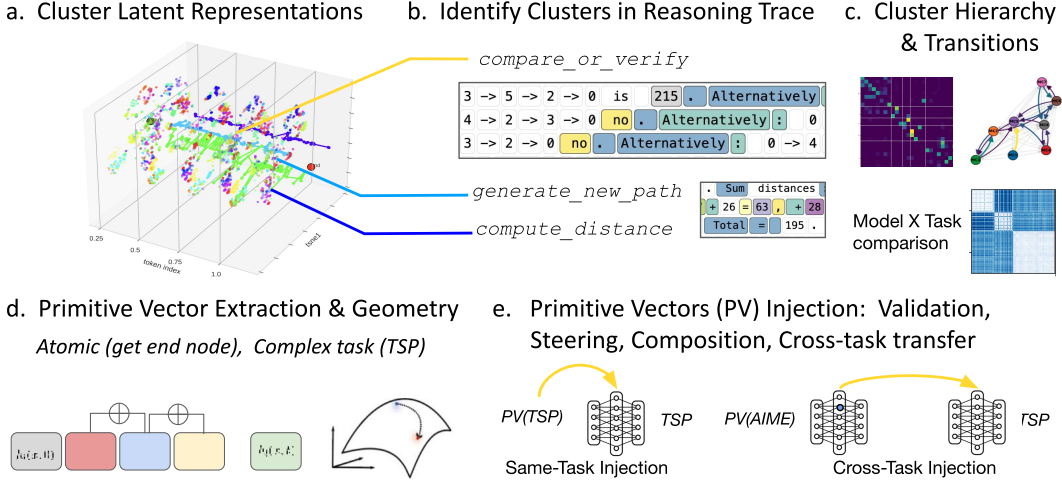 a. Cluster Latent Representations
0.25
0.5
0.75
1.0
token index
tsne1
b. Identify Clusters in Reasoning Trace
compare_or_verify
3 -> 5 -> 2 -> 0 is 215 . Alternatively
4 -> 2 -> 3 -> 0 no . Alternatively : 0
3 -> 2 -> 0 no . Alternatively : 0 -> 4
generate_new_path
compute_distance
. Sum distances
+ 26 = 63 , + 28
Total = 195 .
c. Cluster Hierarchy
& Transitions
Model X Task
comparison
d. Primitive Vector Extraction & Geometry
Atomic (get end node), Complex task (TSP)
e. Primitive Vectors (PV) Injection: Validation,
Steering, Composition, Cross-task transfer
PV(TSP)
TSP
Same-Task Injection
PV(AIME)
TSP
Cross-Task Injection